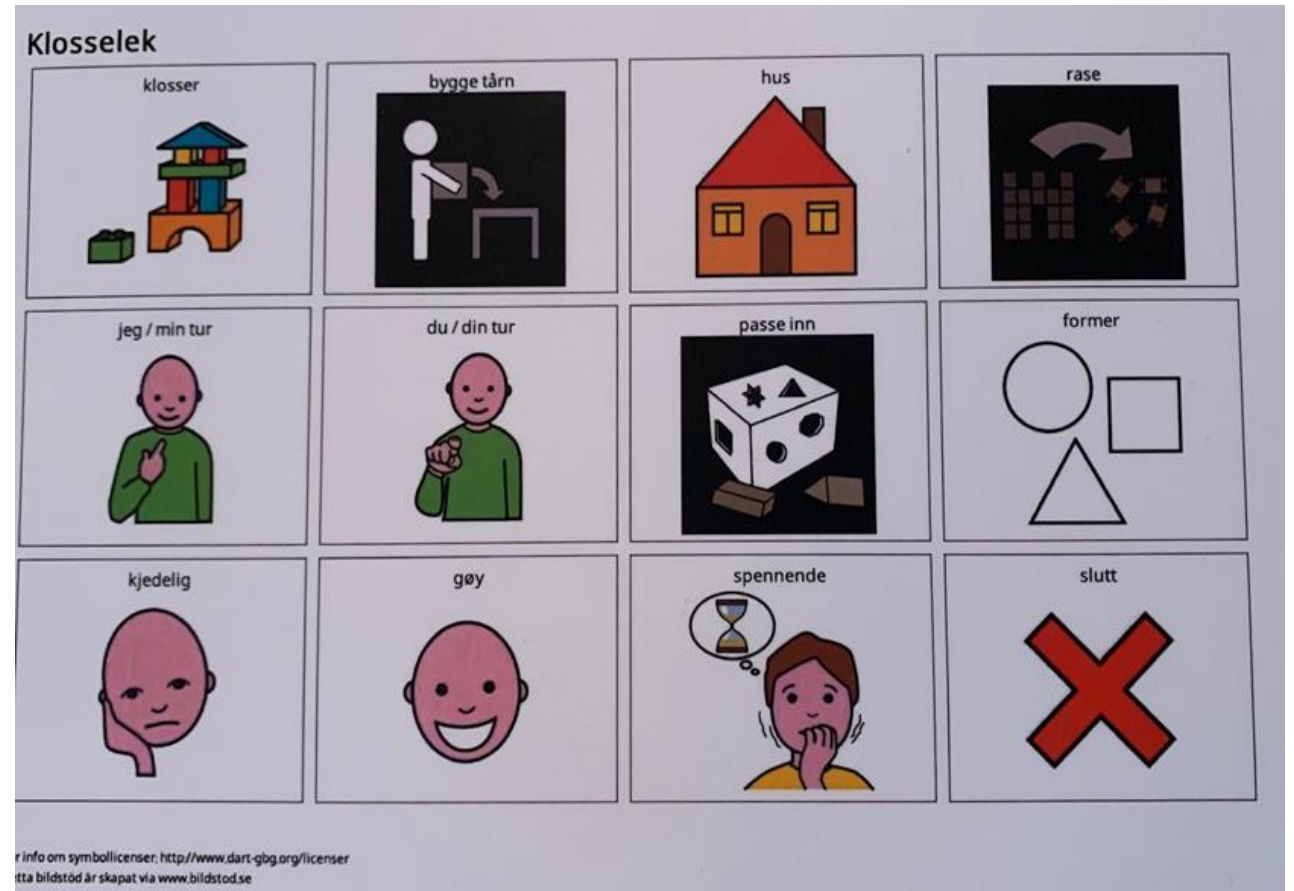 Klosselek
klosser
bygge tårn
hus
rase
jeg / min tur
du / din tur
passe inn
former
kjedelig
gøy
spennende
slutt
r info om symbollicenser; http://www.dart-gbg.org/licenser
tta bildstöd är skapat via www.bildstod.se